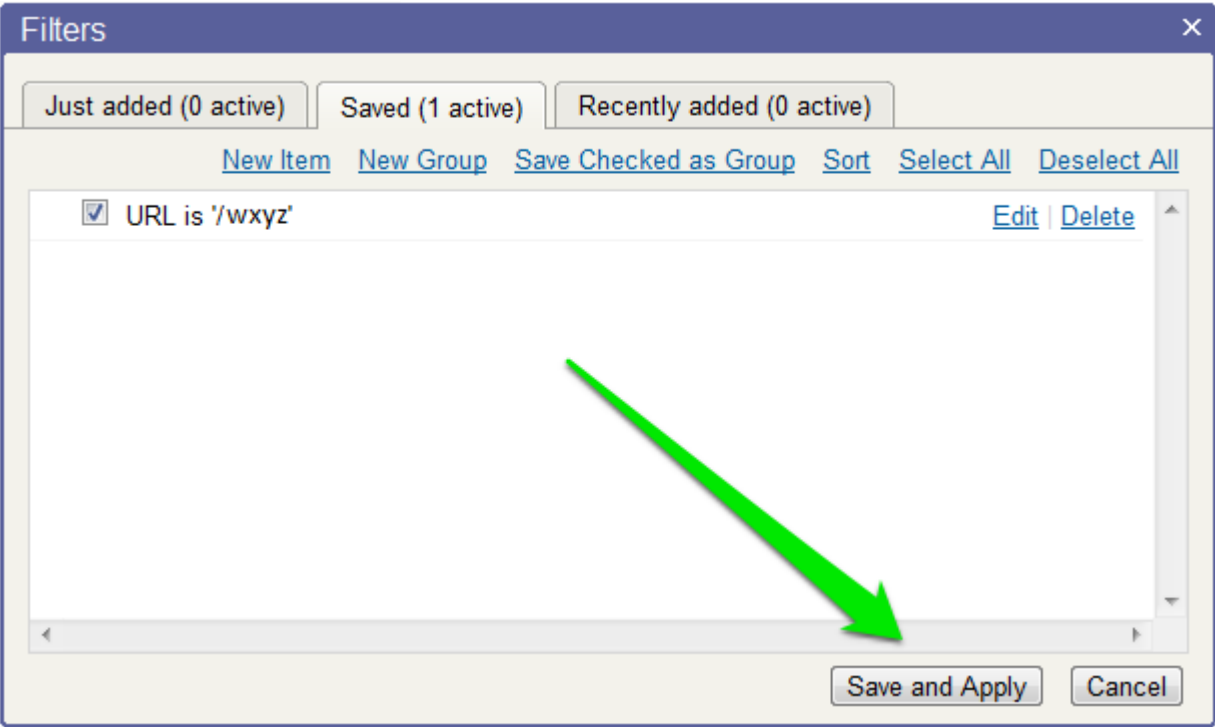 Filters
Just added (0 active) Saved (1 active) Recently added (0 active)
New Item New Group Save Checked as Group Sort Select All Deselect All
URL is '/wxyz' Edit | Delete
Save and Apply Cancel